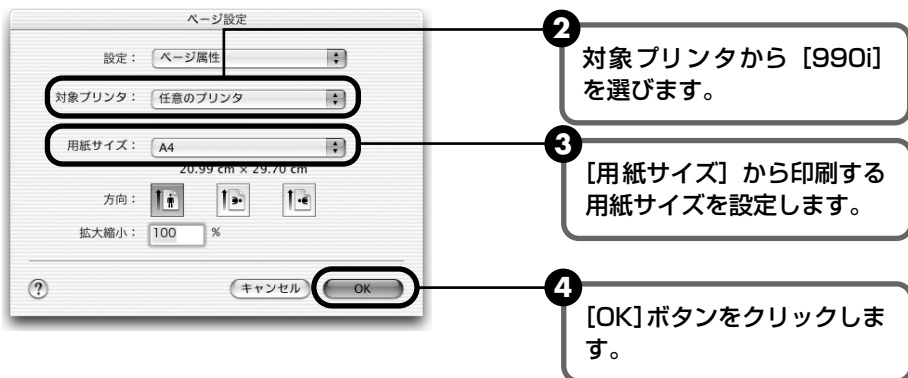 ページ設定
設定： ページ属性
対象プリンタ： 任意のプリンタ
用紙サイズ： A4
20.99 cm × 29.70 cm
方向：
拡大縮小： 100 %
?
キャンセル OK
2
対象プリンタから［990i］
を選びます。
3
［用紙サイズ］から印刷する
用紙サイズを設定します。
4
［OK］ボタンをクリックしま
す。